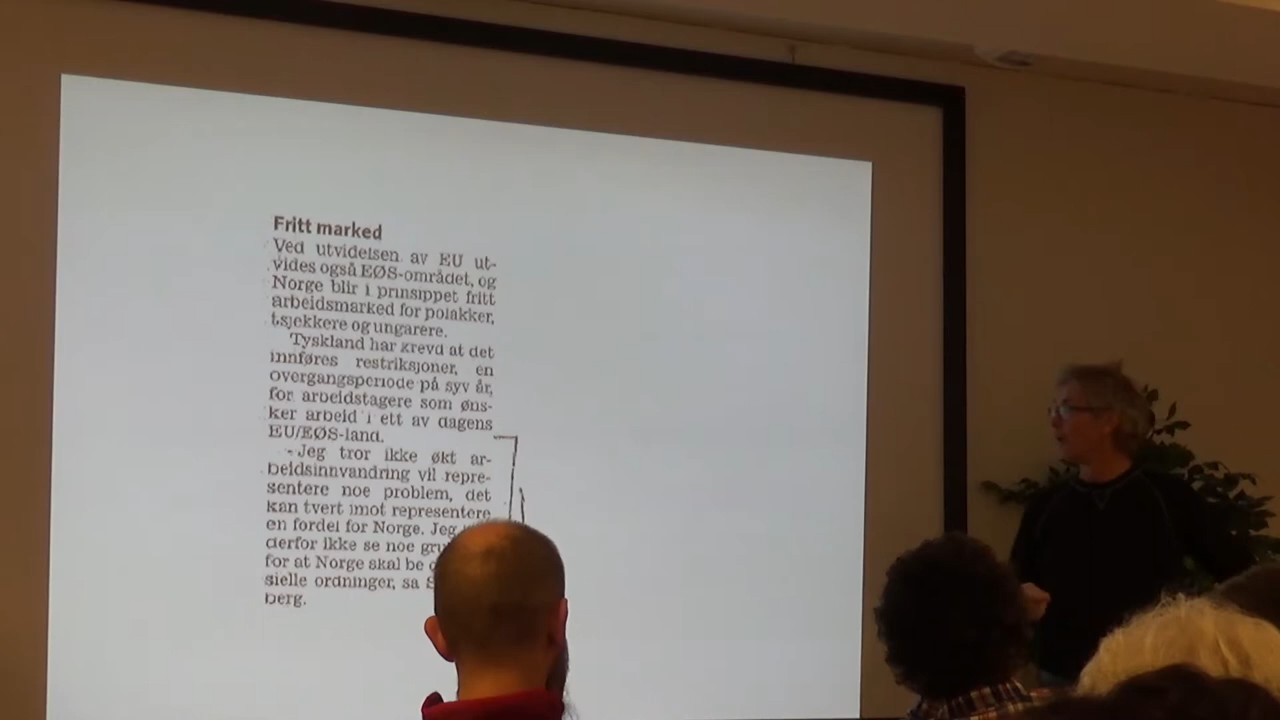 Fritt marked
Ved utvidelsen av EU ut-
vides også EØS-området, og
Norge blir i prinsippet fritt
arbeidsmarked for polakker,
tsjekkere og ungarere.
Tyskland har krevd at det
innføres restriksjoner, en
overgangsperiode på syv år,
for arbeidstagere som øns-
ker arbeid i ett av dagens
EU/EØS-land.
- Jeg tror ikke økt ar-
beidsinnvandring vil repre-
sentere noe problem, det
kan tvert imot representere
en fordel for Norge. Jeg
derfor ikke se noe
for at Norge skal be
sielle ordninger, sa
berg.